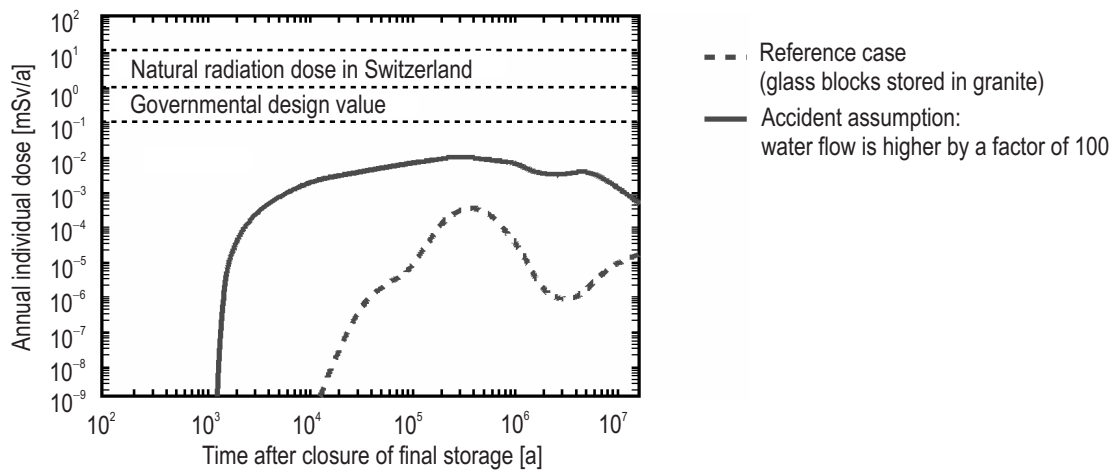 10²
10¹
10⁰
10⁻¹
10⁻²
10⁻³
10⁻⁴
10⁻⁵
10⁻⁶
10⁻⁷
10⁻⁸
10⁻⁹
Annual individual dose [mSv/a]
Natural radiation dose in Switzerland
Governmental design value
10² 10³ 10⁴ 10⁵ 10⁶ 10⁷
Time after closure of final storage [a]
Reference case
(glass blocks stored in granite)
Accident assumption:
water flow is higher by a factor of 100